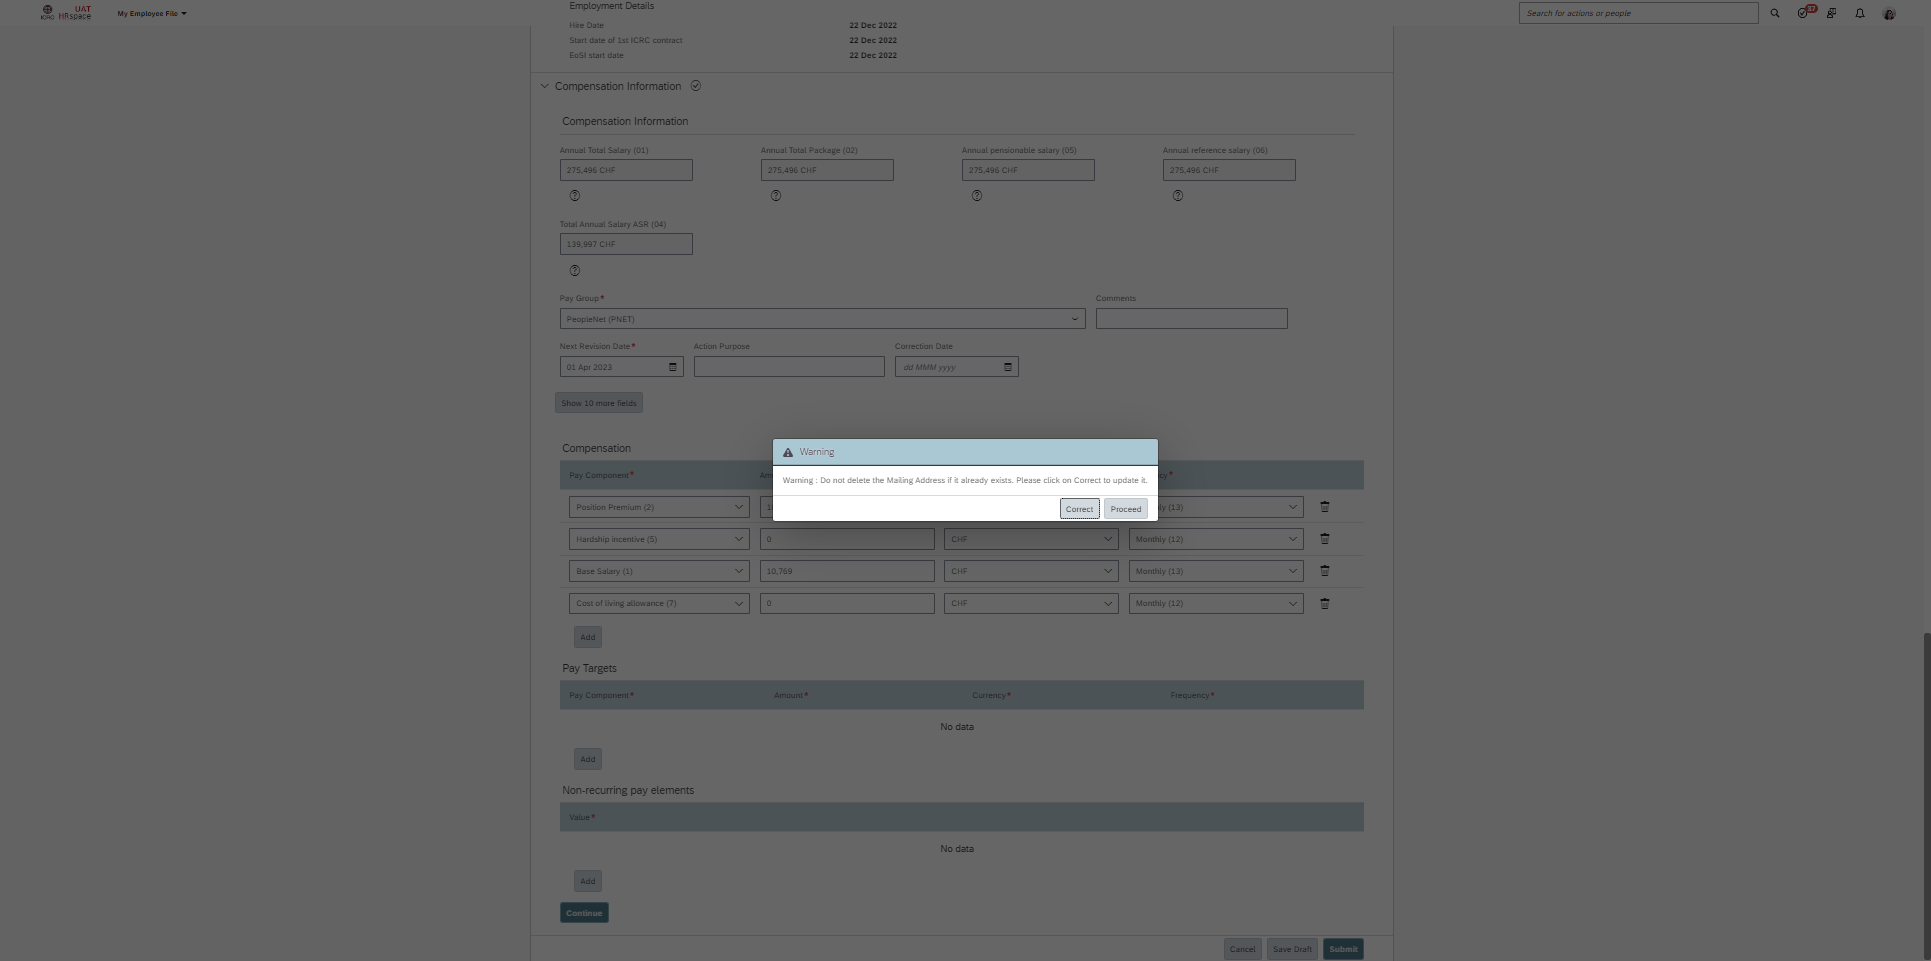 ICRC
UAT
HRspace
My Employee File
Search for actions or people
37
Employment Details
Hire Date 22 Dec 2022
Start date of 1st ICRC contract 22 Dec 2022
EoSI start date 22 Dec 2022
Compensation Information
Compensation Information
Annual Total Salary (01) Annual Total Package (02) Annual pensionable salary (05) Annual reference salary (06)
275,496 CHF 275,496 CHF 275,496 CHF 275,496 CHF
Total Annual Salary ASR (04)
139,997 CHF
Pay Group* Comments
PeopleNet (PNET)
Next Revision Date* Action Purpose Correction Date
01 Apr 2023 dd MMM yyyy
Show 10 more fields
Warning
Warning : Do not delete the Mailing Address if it already exists. Please click on Correct to update it.
Correct Proceed
Compensation
Pay Component*
Position Premium (2)
Hardship incentive (5) 0 CHF Monthly (12)
Base Salary (1) 10,769 CHF Monthly (13)
Cost of living allowance (7) 0 CHF Monthly (12)
Add
Pay Targets
Pay Component* Amount* Currency* Frequency*
No data
Add
Non-recurring pay elements
Value*
No data
Add
Continue
Cancel Save Draft Submit